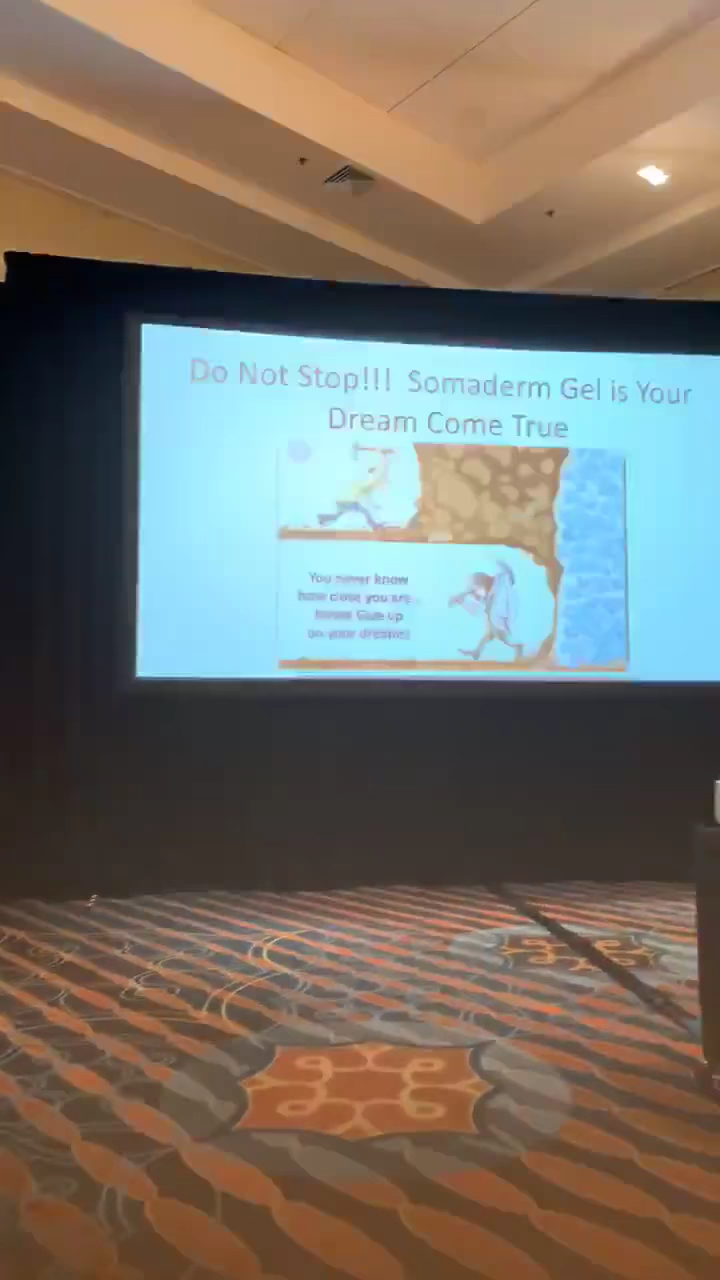 Do Not Stop!!! Somaderm Gel is Your
Dream Come True
You never know
how close you are..
Never Give up
on your dreams!